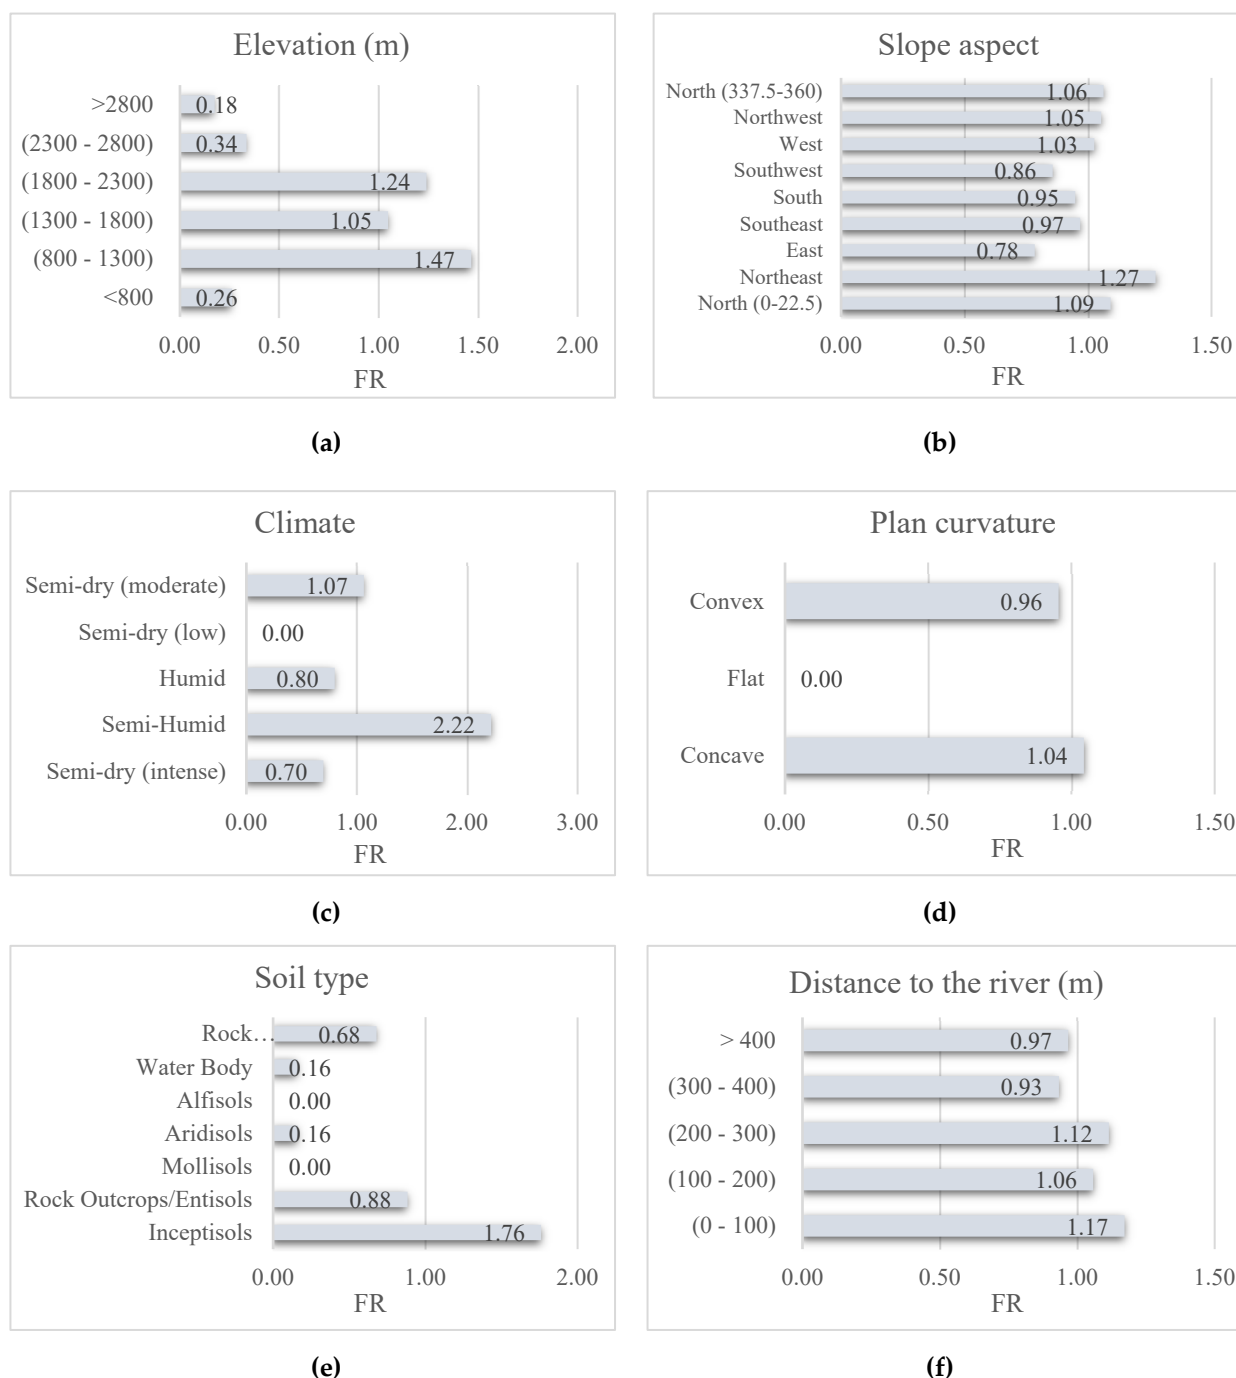 Elevation (m)
>2800
0.18
(2300 - 2800)
0.34
(1800 - 2300)
1.24
(1300 - 1800)
1.05
(800 - 1300)
1.47
<800
0.26
0.00 0.50 1.00 1.50 2.00
FR
(a)
Slope aspect
North (337.5-360)
1.06
Northwest
1.05
West
1.03
Southwest
0.86
South
0.95
Southeast
0.97
East
0.78
Northeast
1.27
North (0-22.5)
1.09
0.00 0.50 1.00 1.50
FR
(b)
Climate
Semi-dry (moderate)
1.07
Semi-dry (low)
0.00
Humid
0.80
Semi-Humid
2.22
Semi-dry (intense)
0.70
0.00 1.00 2.00 3.00
FR
(c)
Plan curvature
Convex
0.96
Flat
0.00
Concave
1.04
0.00 0.50 1.00 1.50
FR
(d)
Soil type
Rock…
0.68
Water Body
0.16
Alfisols
0.00
Aridisols
0.16
Mollisols
0.00
Rock Outcrops/Entisols
0.88
Inceptisols
1.76
0.00 1.00 2.00
FR
(e)
Distance to the river (m)
> 400
0.97
(300 - 400)
0.93
(200 - 300)
1.12
(100 - 200)
1.06
(0 - 100)
1.17
0.00 0.50 1.00 1.50
FR
(f)